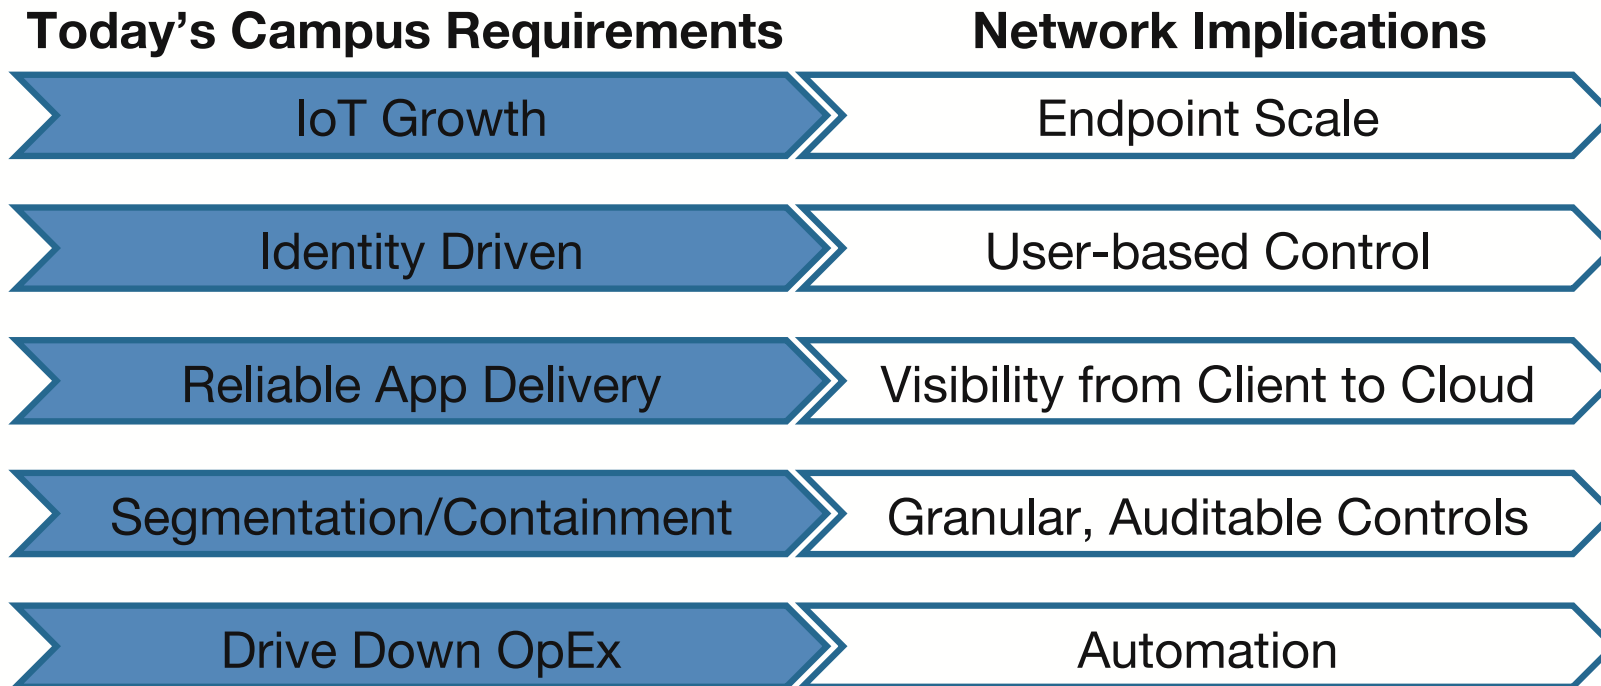 Today's Campus Requirements
Network Implications
IoT Growth
Endpoint Scale
Identity Driven
User-based Control
Reliable App Delivery
Visibility from Client to Cloud
Segmentation/Containment
Granular, Auditable Controls
Drive Down OpEx
Automation